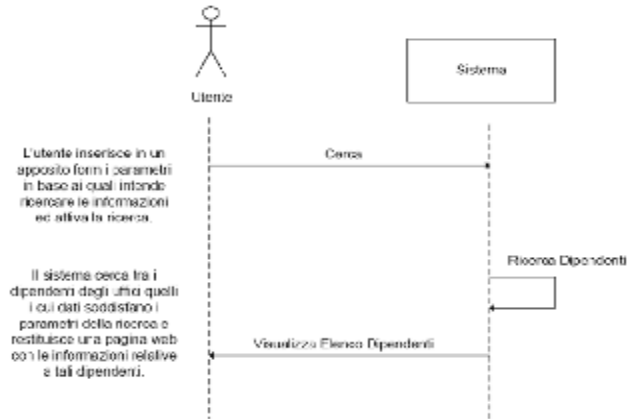 Utente
Sistema
L'utente inserisce in un
apposito form i parametri
in base ai quali intende
ricercare le informazioni
ed attiva la ricerca.
Cerca
Ricerca Dipendenti
Il sistema cerca tra i
dipendenti degli uffici quelli
i cui dati soddisfano i
parametri della ricerca e
restituisce una pagina web
con le informazioni relative
a tali dipendenti.
Visualizza Elenco Dipendenti